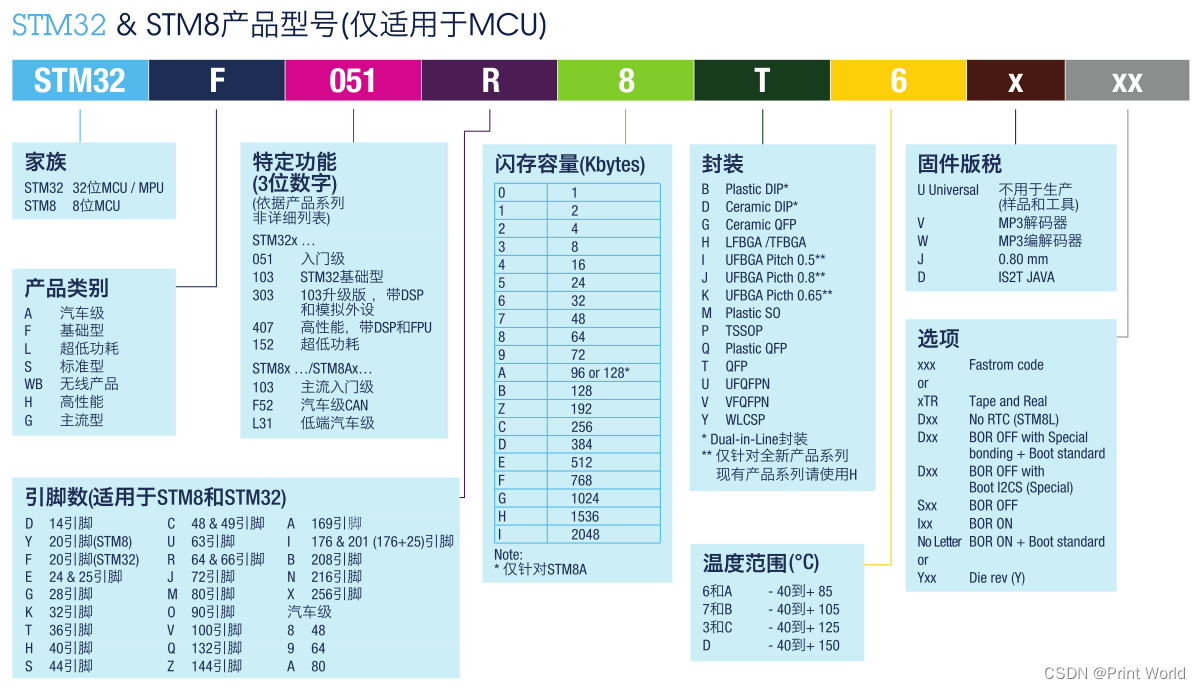 STM32 & STM8产品型号(仅适用于MCU)
STM32 F 051 R 8 T 6 x xx
家族
STM32 32位MCU / MPU
STM8 8位MCU
产品类别
A 汽车级
F 基础型
L 超低功耗
S 标准型
WB 无线产品
H 高性能
G 主流型
特定功能
(3位数字)
(依据产品系列
非详细列表)
STM32x ...
051 入门级
103 STM32基础型
303 103升级版，带DSP
和模拟外设
407 高性能，带DSP和FPU
152 超低功耗
STM8x .../STM8Ax...
103 主流入门级
F52 汽车级CAN
L31 低端汽车级
引脚数(适用于STM8和STM32)
D 14引脚
Y 20引脚(STM8)
F 20引脚(STM32)
E 24 & 25引脚
G 28引脚
K 32引脚
T 36引脚
H 40引脚
S 44引脚
C 48 & 49引脚
U 63引脚
R 64 & 66引脚
J 72引脚
M 80引脚
O 90引脚
V 100引脚
Q 132引脚
Z 144引脚
A 169引脚
I 176 & 201 (176+25)引脚
B 208引脚
N 216引脚
X 256引脚
汽车级
8 48
9 64
A 80
闪存容量(Kbytes)
0 1
1 2
2 4
3 8
4 16
5 24
6 32
7 48
8 64
9 72
A 96 or 128*
B 128
Z 192
C 256
D 384
E 512
F 768
G 1024
H 1536
I 2048
Note:
* 仅针对STM8A
封装
B Plastic DIP*
D Ceramic DIP*
G Ceramic QFP
H LFBGA /TFBGA
I UFBGA Pitch 0.5**
J UFBGA Picth 0.8**
K UFBGA Picth 0.65**
M Plastic SO
P TSSOP
Q Plastic QFP
T QFP
U UFQFPN
V VFQFPN
Y WLCSP
* Dual-in-Line封装
** 仅针对全新产品系列
现有产品系列请使用H
温度范围(°C)
6和A - 40到+ 85
7和B - 40到+ 105
3和C - 40到+ 125
D - 40到+ 150
固件版税
U Universal 不用于生产
(样品和工具)
V MP3解码器
W MP3编解码器
J 0.80 mm
D IS2T JAVA
选项
xxx Fastrom code
or
xTR Tape and Real
Dxx No RTC (STM8L)
Dxx BOR OFF with Special
bonding + Boot standard
Dxx BOR OFF with
Boot I2CS (Special)
Sxx BOR OFF
Ixx BOR ON
No Letter BOR ON + Boot standard
or
Yxx Die rev (Y)
CSDN @Print World